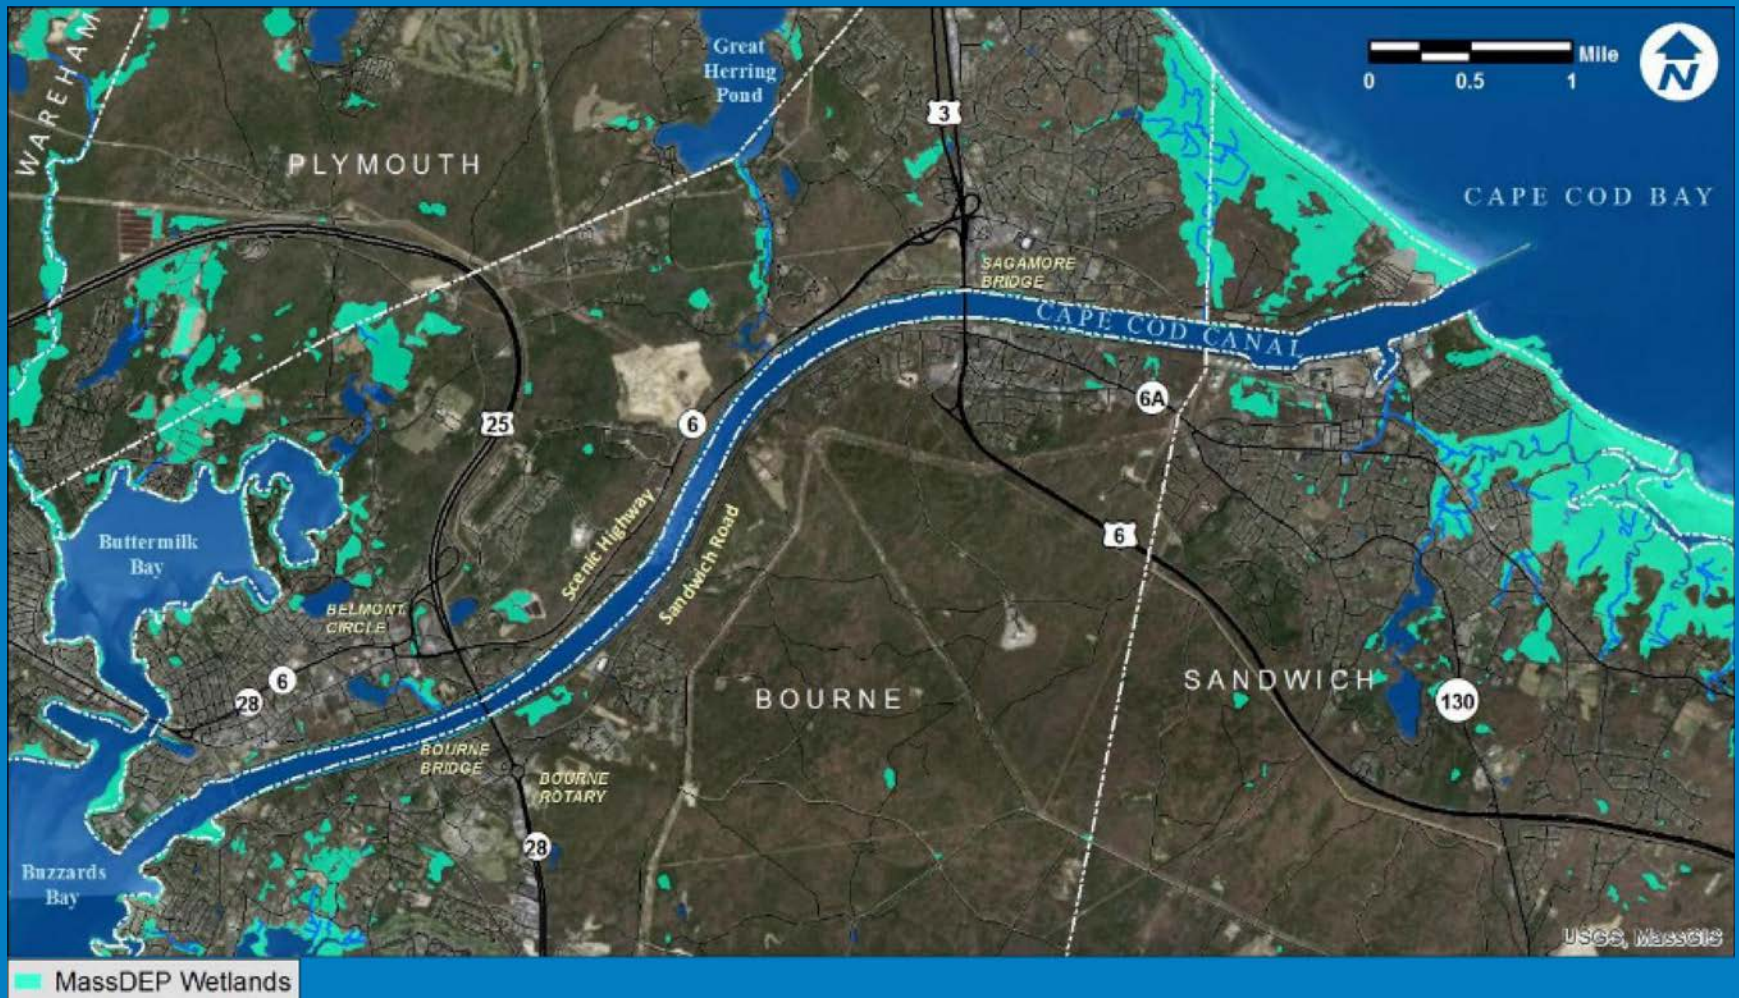 WAREHAM
PLYMOUTH
Great
Herring
Pond
3
Mile
0
0.5
1
N
CAPE COD BAY
SAGAMORE
BRIDGE
CAPE COD CANAL
25
6
6A
Scenic Highway
Sandwich Road
6
Buttermilk
Bay
BELMONT
CIRCLE
6
28
BOURNE
SANDWICH
130
BOURNE
BRIDGE
BOURNE
ROTARY
28
Buzzards
Bay
USGS, MassGIS
MassDEP Wetlands